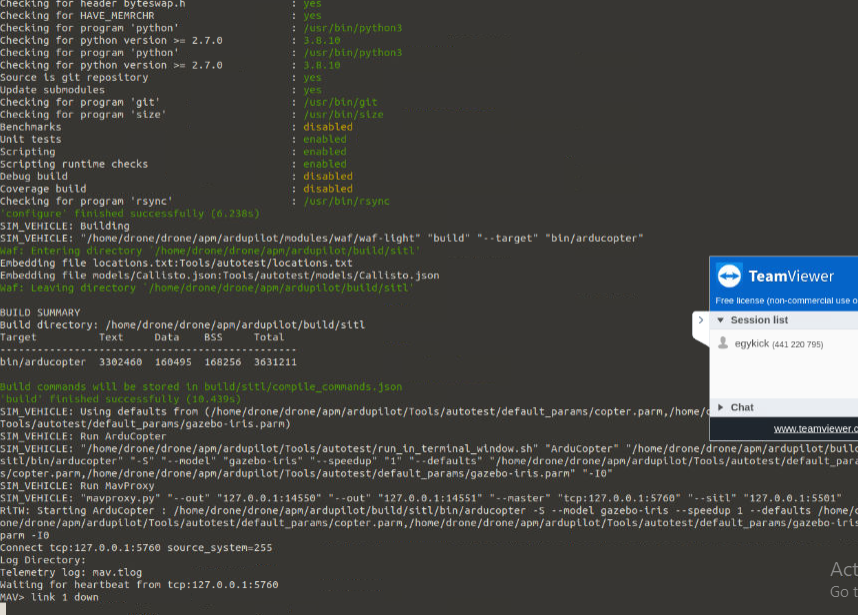 Checking for header byteswap.h : yes
Checking for HAVE_MEMRCHR : yes
Checking for program 'python' : /usr/bin/python3
Checking for python version >= 2.7.0 : 3.8.10
Checking for program 'python' : /usr/bin/python3
Checking for python version >= 2.7.0 : 3.8.10
Source is git repository : yes
Update submodules : yes
Checking for program 'git' : /usr/bin/git
Checking for program 'size' : /usr/bin/size
Benchmarks : disabled
Unit tests : enabled
Scripting : enabled
Scripting runtime checks : enabled
Debug build : disabled
Coverage build : disabled
Checking for program 'rsync' : /usr/bin/rsync
'configure' finished successfully (6.238s)
SIM_VEHICLE: Building
SIM_VEHICLE: "/home/drone/drone/apm/ardupilot/modules/waf/waf-light" "build" "--target" "bin/arducopter"
Waf: Entering directory `/home/drone/drone/apm/ardupilot/build/sitl'
Embedding file locations.txt:Tools/autotest/locations.txt
Embedding file models/Callisto.json:Tools/autotest/models/Callisto.json
Waf: Leaving directory `/home/drone/drone/apm/ardupilot/build/sitl'
BUILD SUMMARY
Build directory: /home/drone/drone/apm/ardupilot/build/sitl
Target Text Data BSS Total
----------------------------------------------
bin/arducopter 3302460 160495 168256 3631211
Build commands will be stored in build/sitl/compile_commands.json
'build' finished successfully (10.439s)
SIM_VEHICLE: Using defaults from (/home/drone/drone/apm/ardupilot/Tools/autotest/default_params/copter.parm,/home/
Tools/autotest/default_params/gazebo-iris.parm)
SIM_VEHICLE: Run ArduCopter
SIM_VEHICLE: "/home/drone/drone/apm/ardupilot/Tools/autotest/run_in_terminal_window.sh" "ArduCopter" "/home/drone/drone/apm/ardupilot/build
sitl/bin/arducopter" "-S" "--model" "gazebo-iris" "--speedup" "1" "--defaults" "/home/drone/drone/apm/ardupilot/Tools/autotest/default_para
s/copter.parm,/home/drone/drone/apm/ardupilot/Tools/autotest/default_params/gazebo-iris.parm" "-I0"
SIM_VEHICLE: Run MavProxy
SIM_VEHICLE: "mavproxy.py" "--out" "127.0.0.1:14550" "--out" "127.0.0.1:14551" "--master" "tcp:127.0.0.1:5760" "--sitl" "127.0.0.1:5501"
RiTW: Starting ArduCopter : /home/drone/drone/apm/ardupilot/build/sitl/bin/arducopter -S --model gazebo-iris --speedup 1 --defaults /home/d
one/drone/apm/ardupilot/Tools/autotest/default_params/copter.parm,/home/drone/drone/apm/ardupilot/Tools/autotest/default_params/gazebo-iris
parm -I0
Connect tcp:127.0.0.1:5760 source_system=255
Log Directory:
Telemetry log: mav.tlog
Waiting for heartbeat from tcp:127.0.0.1:5760
MAV> link 1 down
TeamViewer
Free license (non-commercial use o
Session list
egykick (441 220 795)
Chat
www.teamviewer.c
Act
Go t